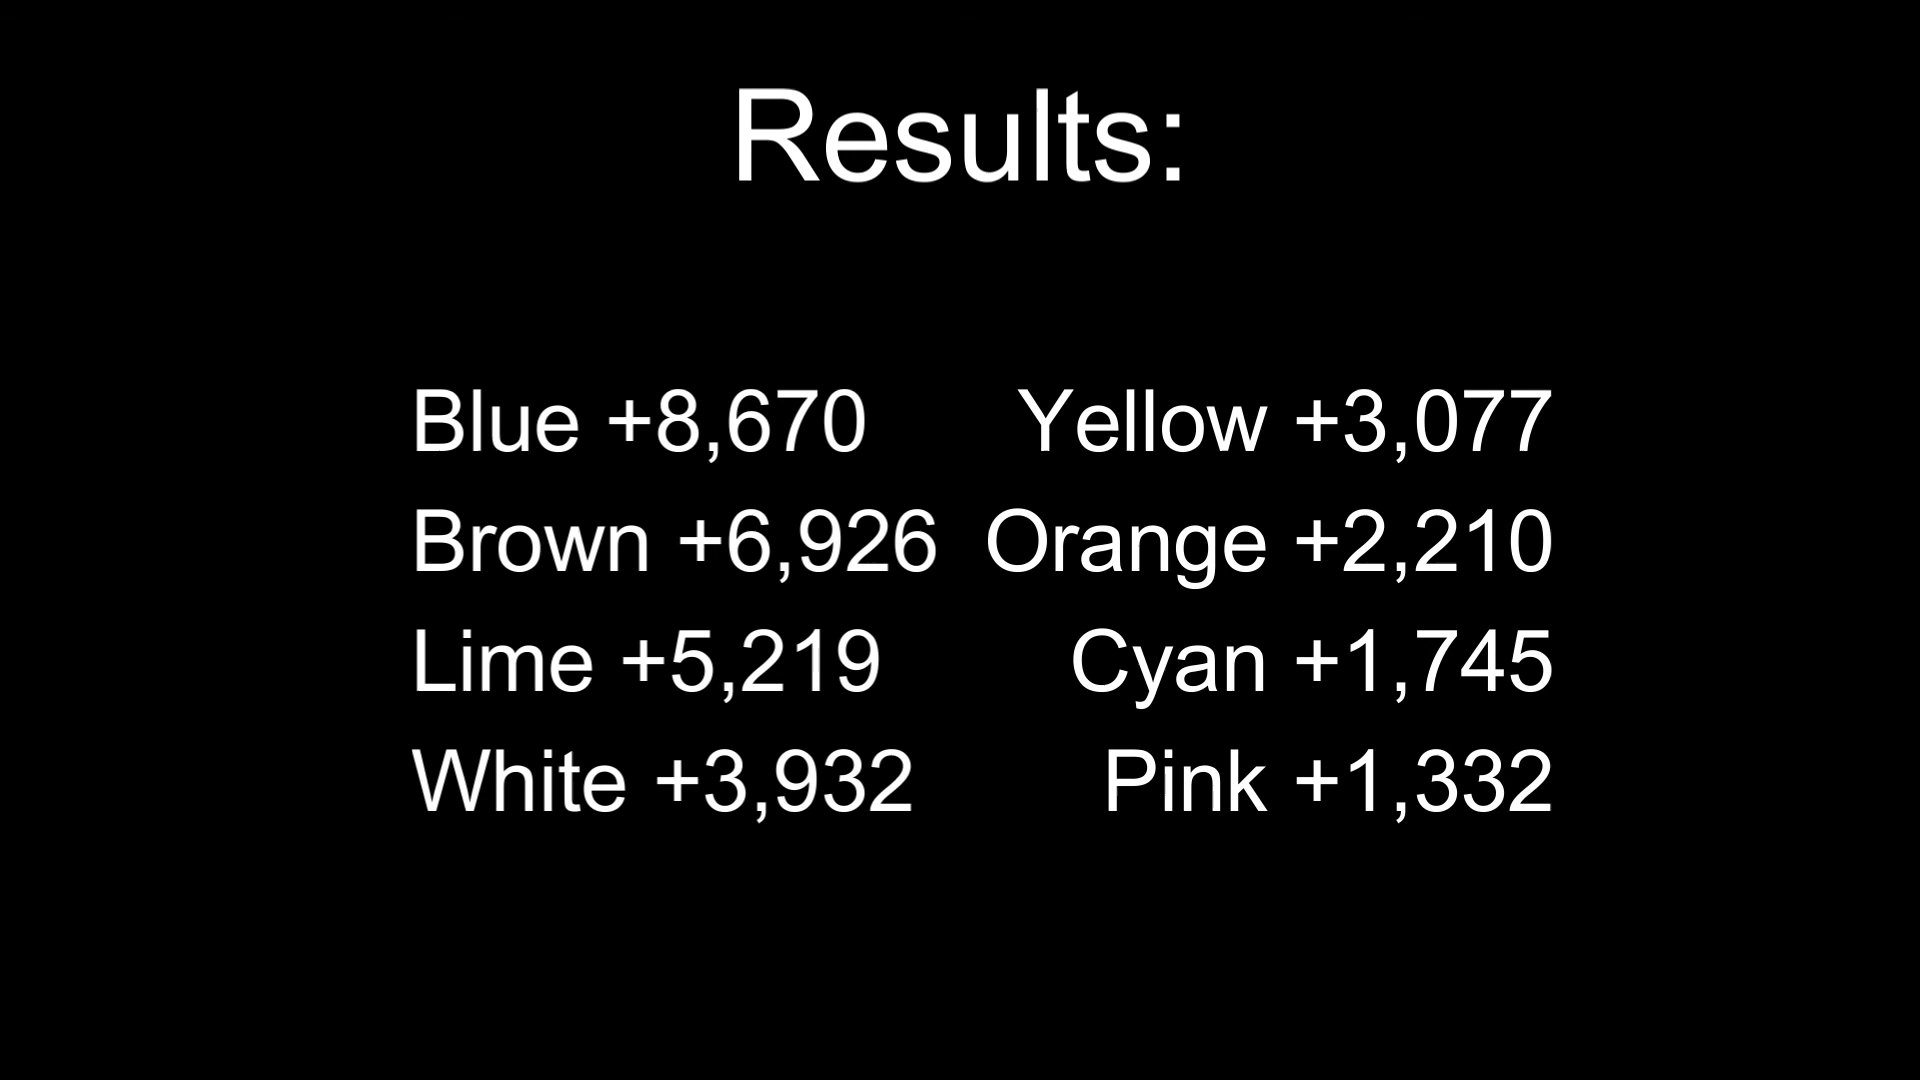 Results:
Blue +8,670
Brown +6,926
Lime +5,219
White +3,932
Yellow +3,077
Orange +2,210
Cyan +1,745
Pink +1,332